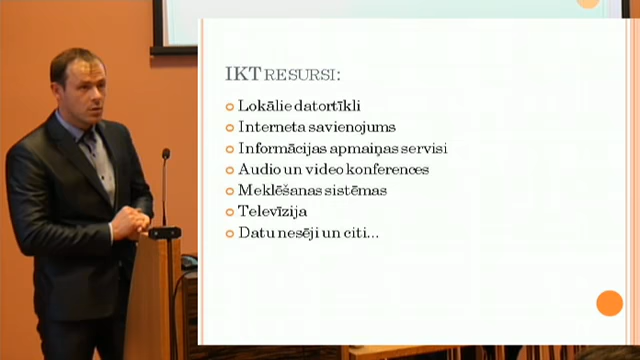 IKT RESURSI:
Lokālie datortīkli
Interneta savienojums
Informācijas apmaiņas servisi
Audio un video konferences
Meklēšanas sistēmas
Televīzija
Datu nesēji un citi...